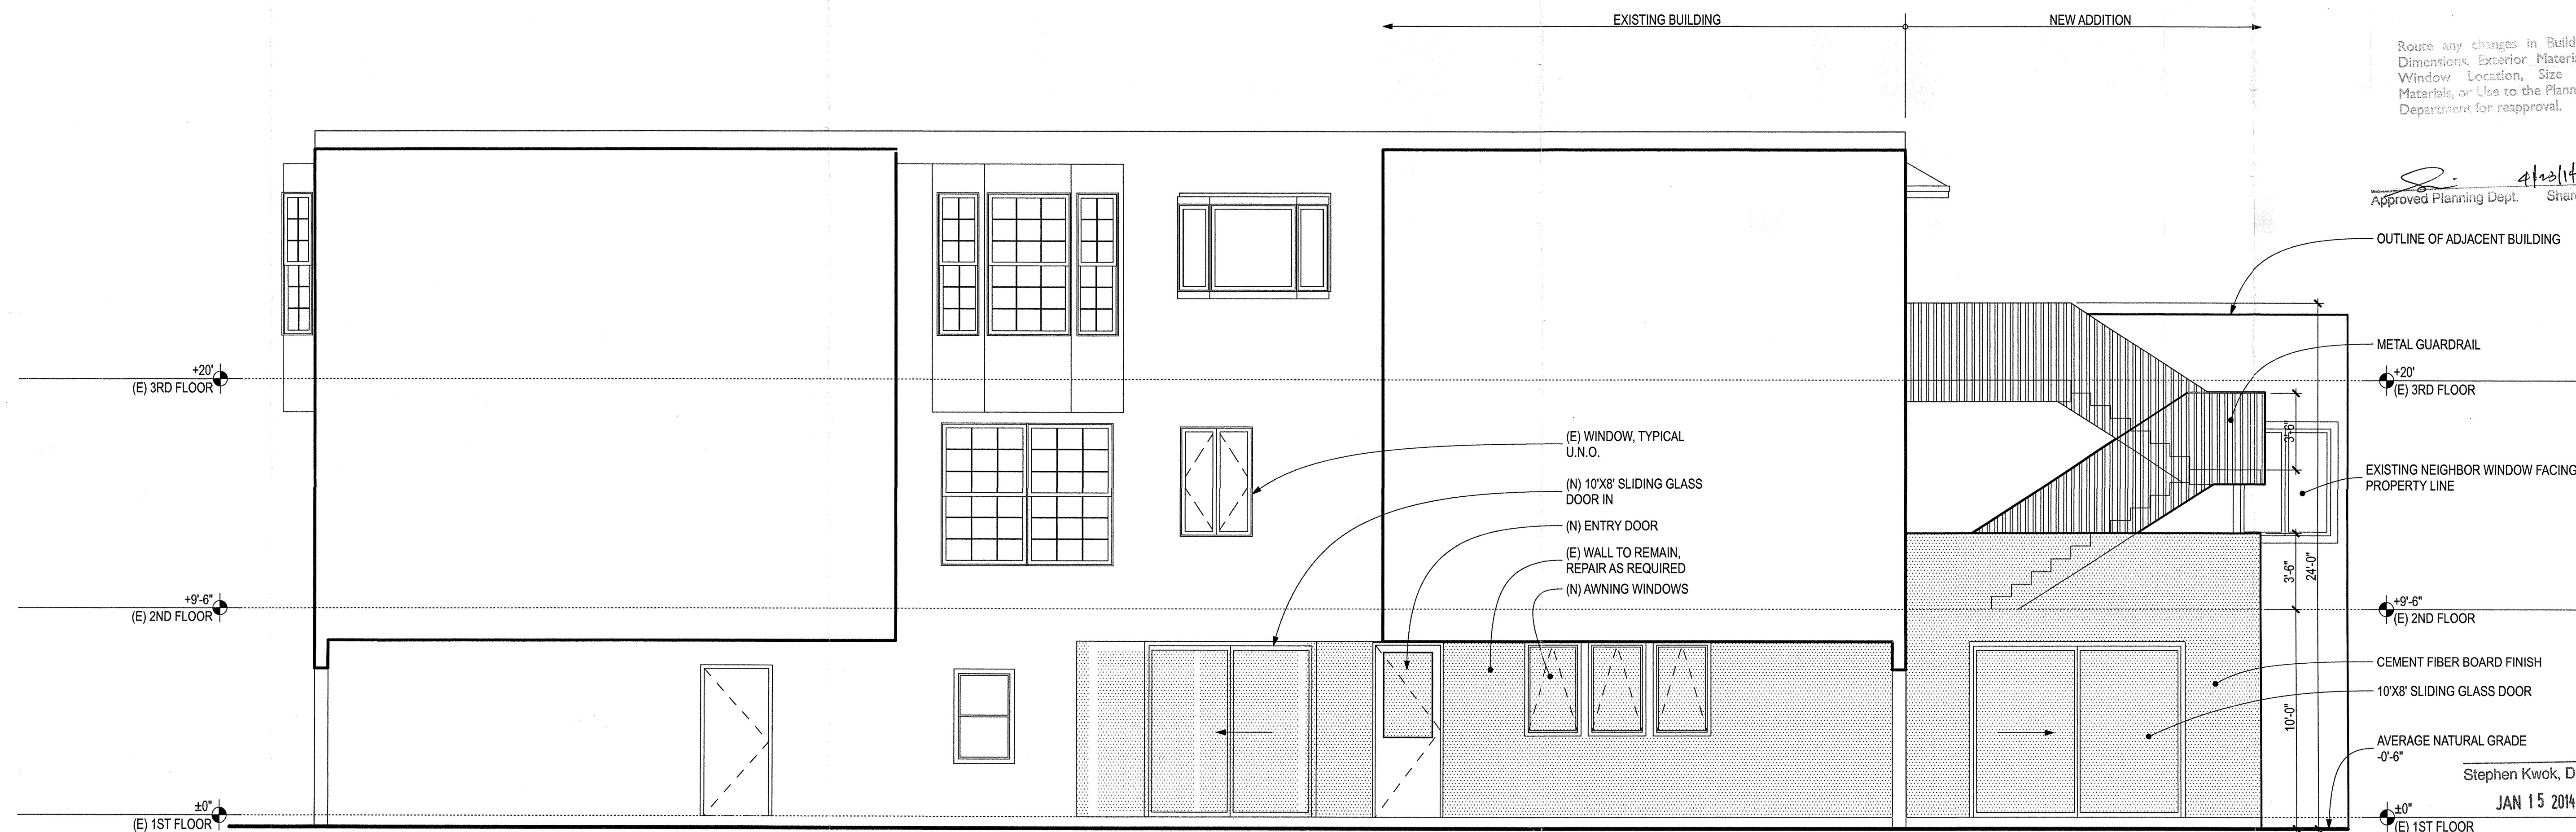 EXISTING BUILDING
NEW ADDITION
Route any changes in Build
Dimensions, Exterior Materi
Window Location, Size
Materials, or Use to the Plann
Department for reapproval.
4/23/14
Approved Planning Dept. Shar
OUTLINE OF ADJACENT BUILDING
METAL GUARDRAIL
+20'
(E) 3RD FLOOR
+20'
(E) 3RD FLOOR
3'-6"
(E) WINDOW, TYPICAL
U.N.O.
EXISTING NEIGHBOR WINDOW FACING
PROPERTY LINE
(N) 10'X8' SLIDING GLASS
DOOR IN
(N) ENTRY DOOR
(E) WALL TO REMAIN,
REPAIR AS REQUIRED
(N) AWNING WINDOWS
3'-6"
24'-0"
+9'-6"
(E) 2ND FLOOR
+9'-6"
(E) 2ND FLOOR
CEMENT FIBER BOARD FINISH
10'X8' SLIDING GLASS DOOR
10'-0"
AVERAGE NATURAL GRADE
-0'-6"
Stephen Kwok, D
JAN 15 2014
±0"
(E) 1ST FLOOR
±0"
(E) 1ST FLOOR